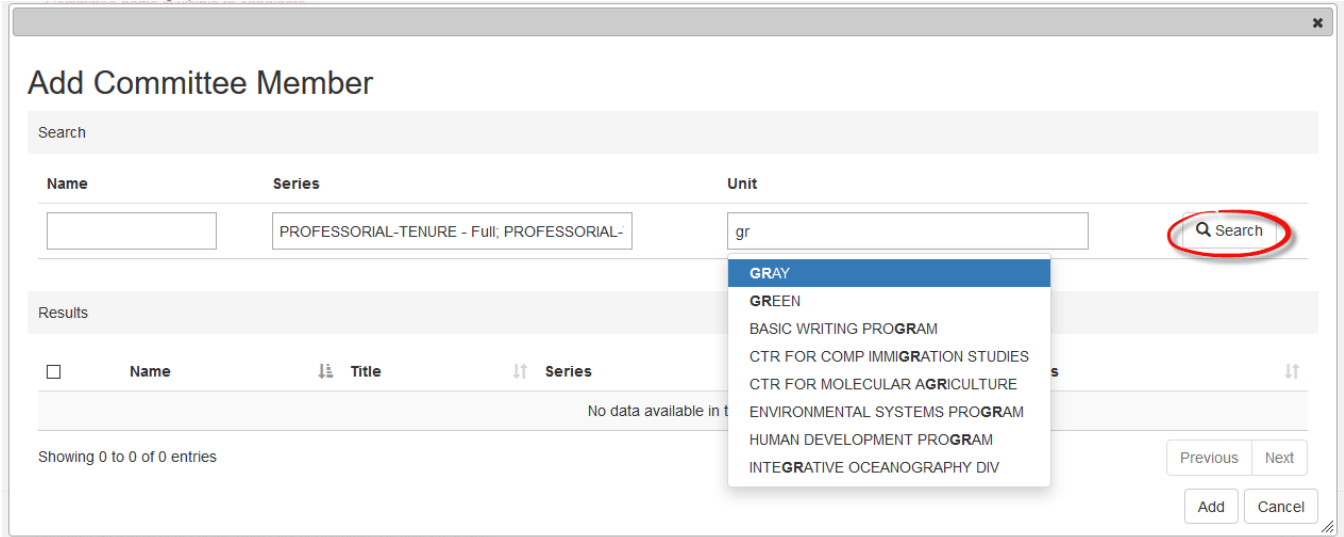 Add Committee Member
Search
Name Series Unit
PROFESSORIAL-TENURE - Full; PROFESSORIAL- gr Search
GRAY
GREEN
BASIC WRITING PROGRAM
CTR FOR COMP IMMIGRATION STUDIES
CTR FOR MOLECULAR AGRICULTURE
ENVIRONMENTAL SYSTEMS PROGRAM
HUMAN DEVELOPMENT PROGRAM
INTEGRATIVE OCEANOGRAPHY DIV
Results
Name Title Series
No data available in
Showing 0 to 0 of 0 entries
Previous Next
Add Cancel